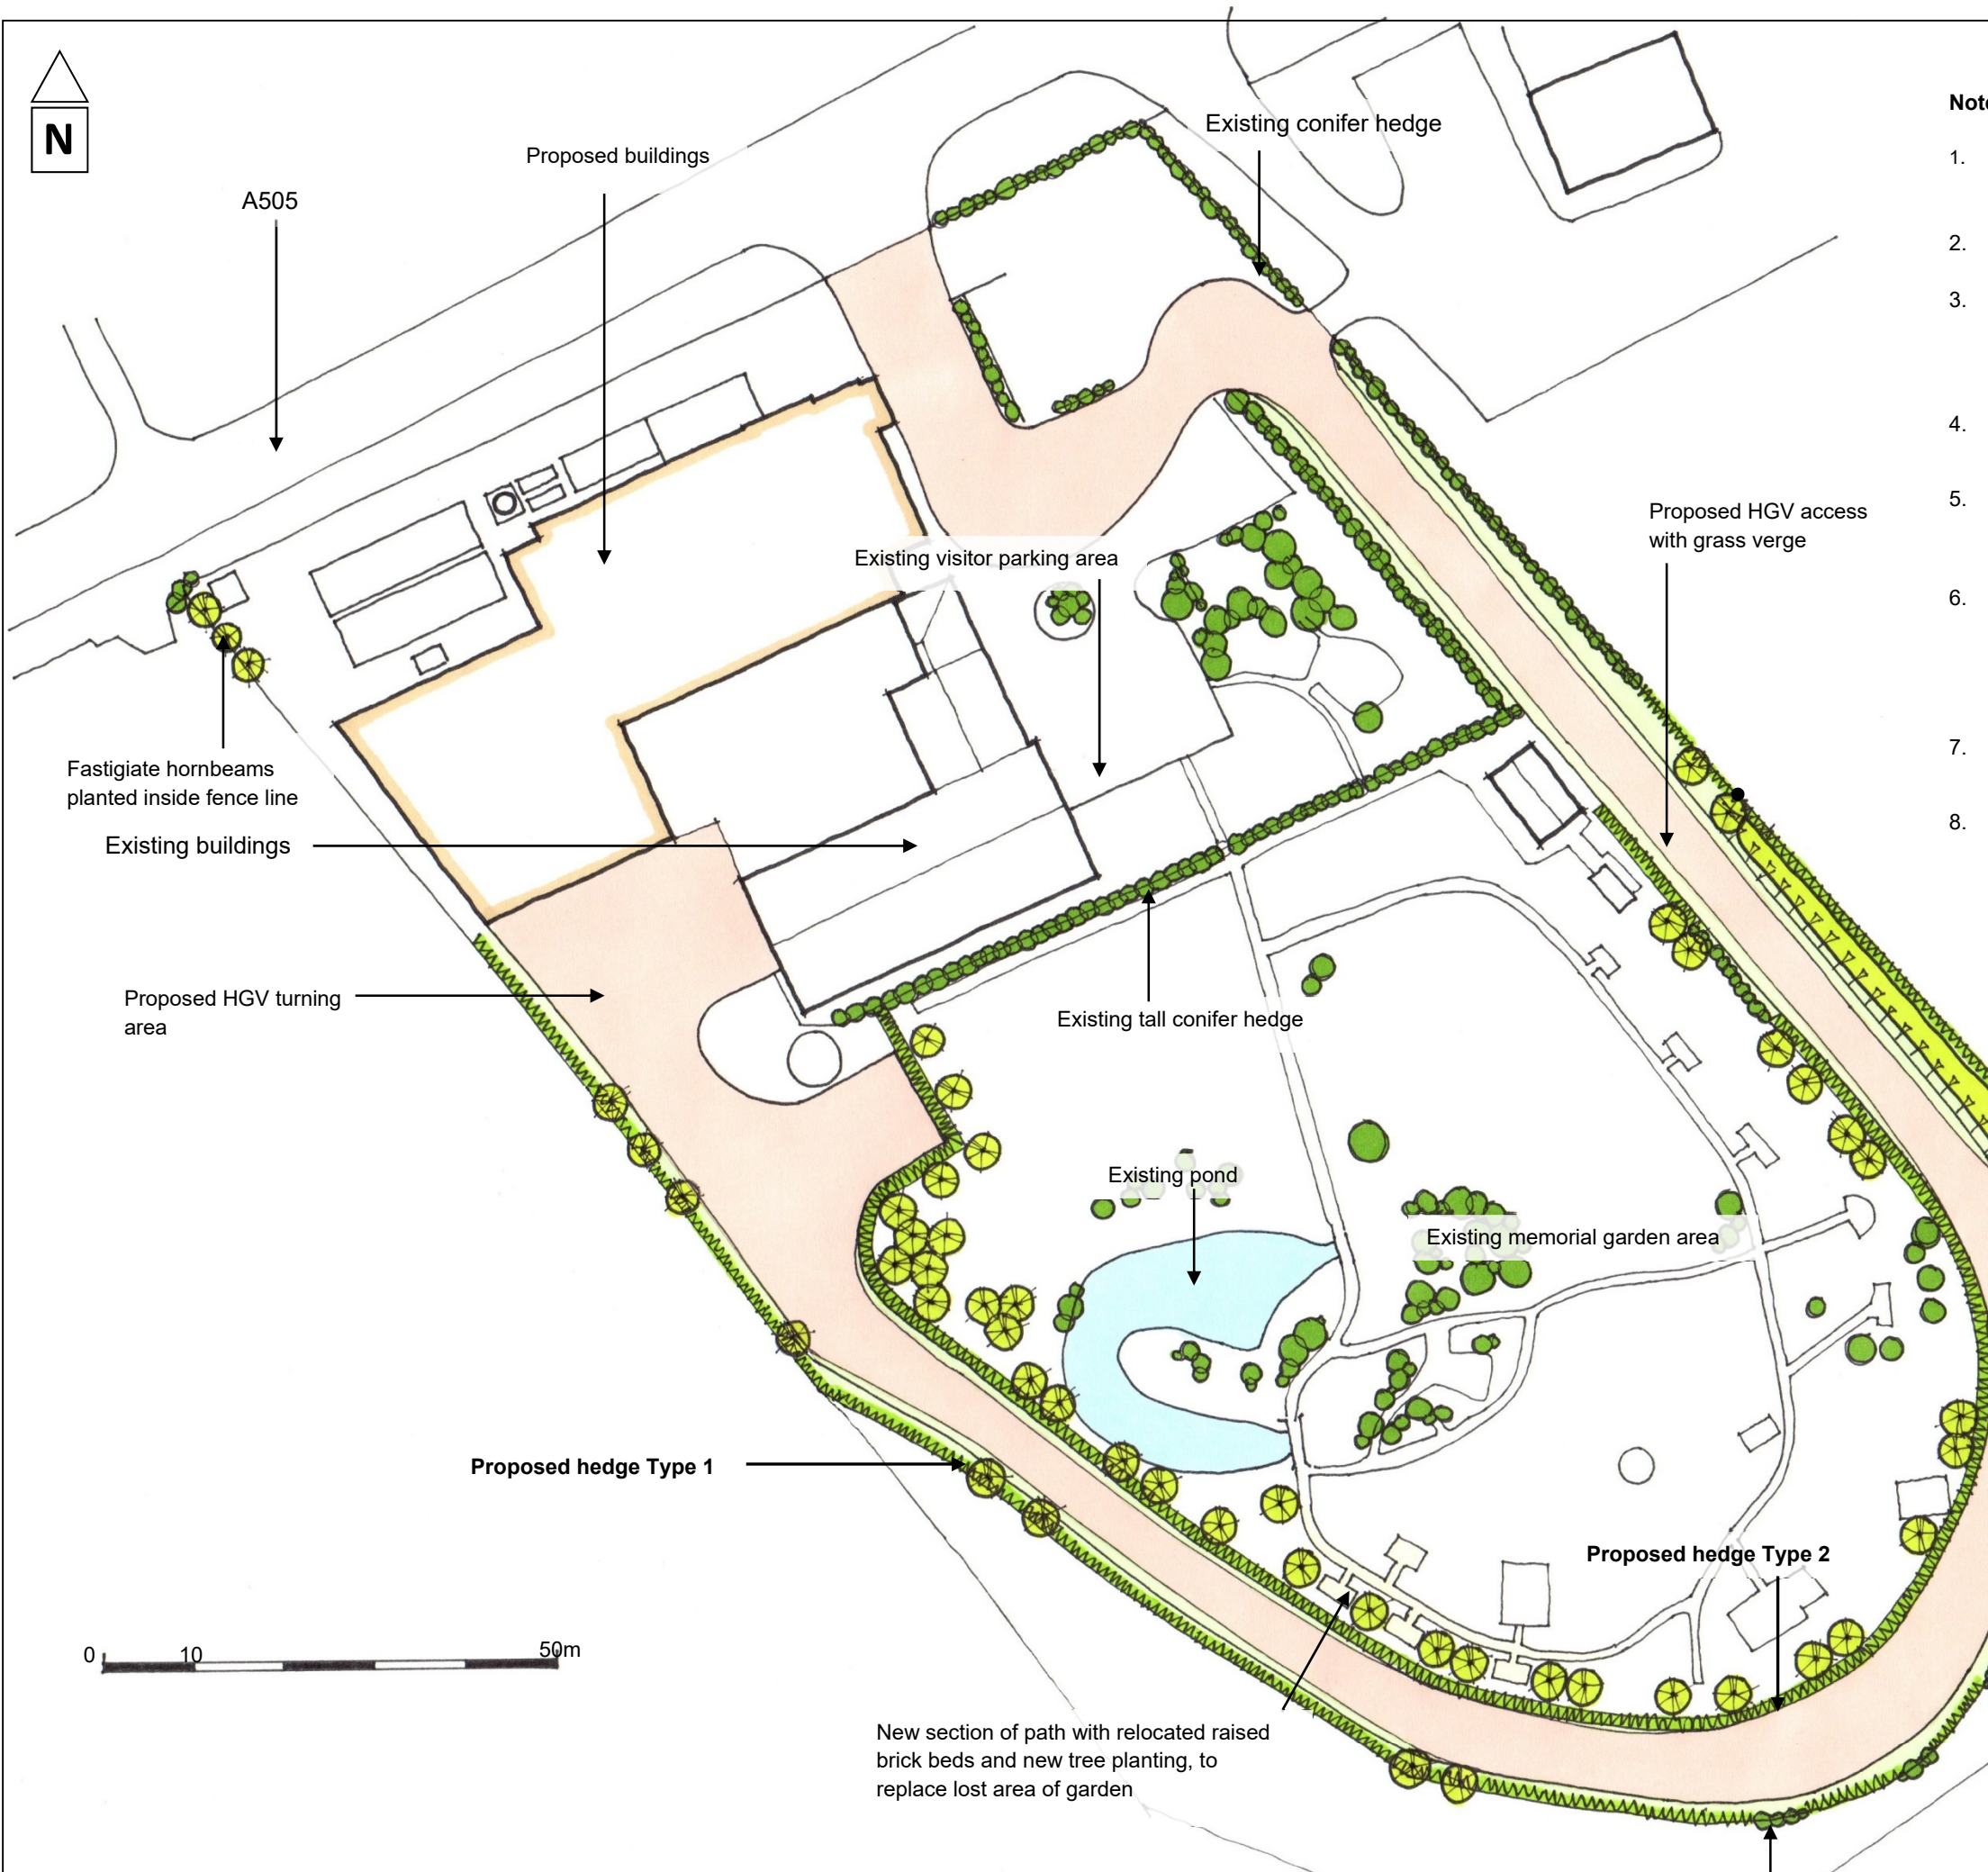 N
A505
Proposed buildings
Existing conifer hedge
Note
1.
2.
3.
4.
5.
6.
7.
8.
Proposed HGV access
with grass verge
Existing visitor parking area
Fastigiate hornbeams
planted inside fence line
Existing buildings
Proposed HGV turning
area
Existing tall conifer hedge
Existing pond
Existing memorial garden area
Proposed hedge Type 1
Proposed hedge Type 2
0 10 50m
New section of path with relocated raised
brick beds and new tree planting, to
replace lost area of garden